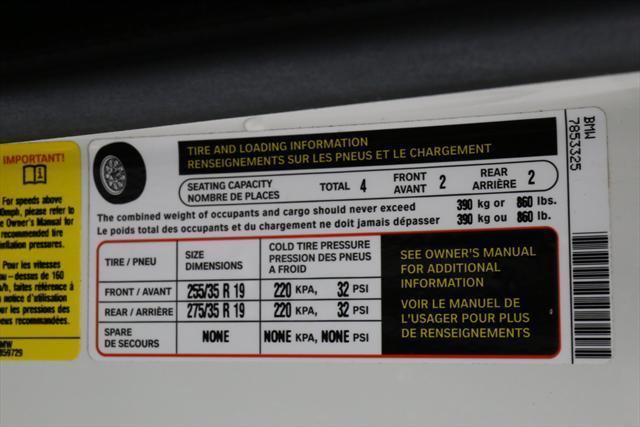 IMPORTANT!
For speeds above
please refer to
Owner's Manual for
recommended tire
inflation pressures.
Pour les vitesses
au-dessus de 160
faites référence à
notice d'utilisation
pour les pressions des
pneus recommandées.
BMW
859729
TIRE AND LOADING INFORMATION
RENSEIGNEMENTS SUR LES PNEUS ET LE CHARGEMENT
SEATING CAPACITY
NOMBRE DE PLACES
TOTAL 4
FRONT
AVANT 2
REAR
ARRIÈRE 2
The combined weight of occupants and cargo should never exceed 390 kg or 860 lbs.
Le poids total des occupants et du chargement ne doit jamais dépasser 390 kg ou 860 lb.
TIRE / PNEU
SIZE
DIMENSIONS
COLD TIRE PRESSURE
PRESSION DES PNEUS
A FROID
FRONT / AVANT 255/35 R 19 220 KPA, 32 PSI
REAR / ARRIÈRE 275/35 R 19 220 KPA, 32 PSI
SPARE
DE SECOURS
NONE NONE KPA, NONE PSI
SEE OWNER'S MANUAL
FOR ADDITIONAL
INFORMATION
VOIR LE MANUEL DE
L'USAGER POUR PLUS
DE RENSEIGNEMENTS
BMW
7853325